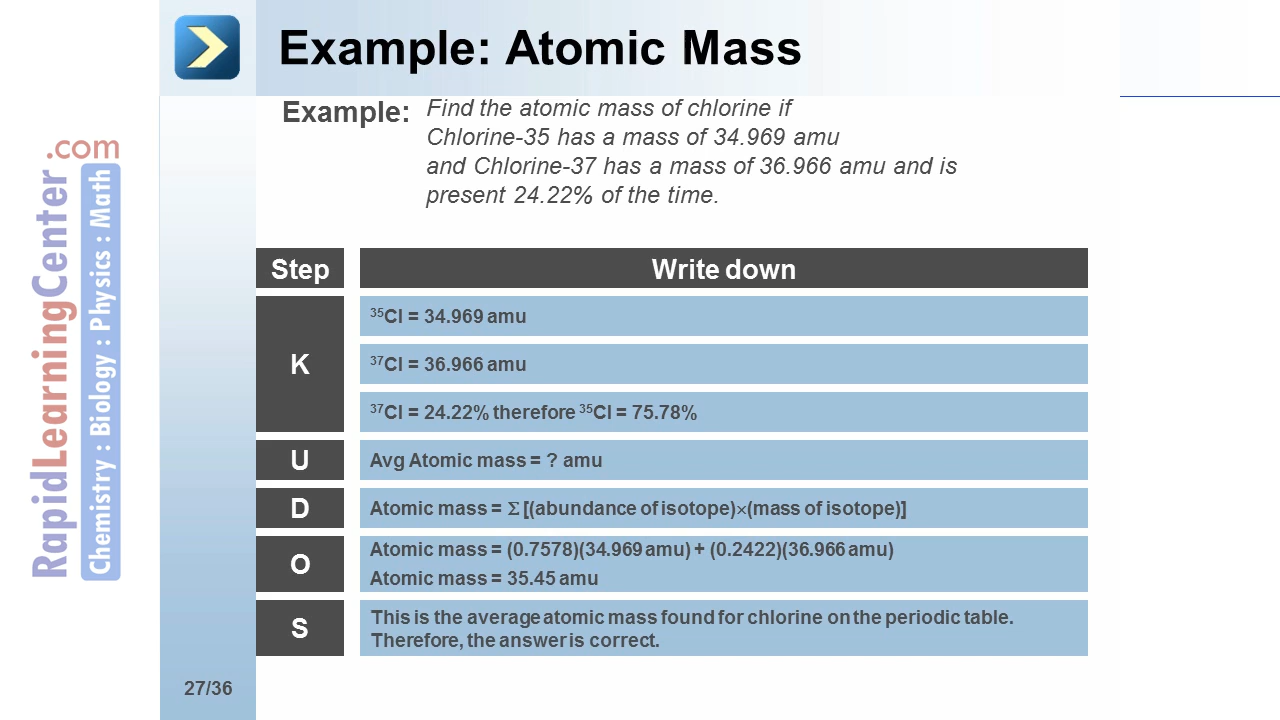 Example: Atomic Mass
Example:
Find the atomic mass of chlorine if
Chlorine-35 has a mass of 34.969 amu
and Chlorine-37 has a mass of 36.966 amu and is
present 24.22% of the time.
Step
Write down
K
³⁵Cl = 34.969 amu
³⁷Cl = 36.966 amu
³⁷Cl = 24.22% therefore ³⁵Cl = 75.78%
U
Avg Atomic mass = ? amu
D
Atomic mass = Σ [(abundance of isotope)×(mass of isotope)]
O
Atomic mass = (0.7578)(34.969 amu) + (0.2422)(36.966 amu)
Atomic mass = 35.45 amu
S
This is the average atomic mass found for chlorine on the periodic table.
Therefore, the answer is correct.
27/36
RapidLearningCenter
.com
Chemistry : Biology : Physics : Math